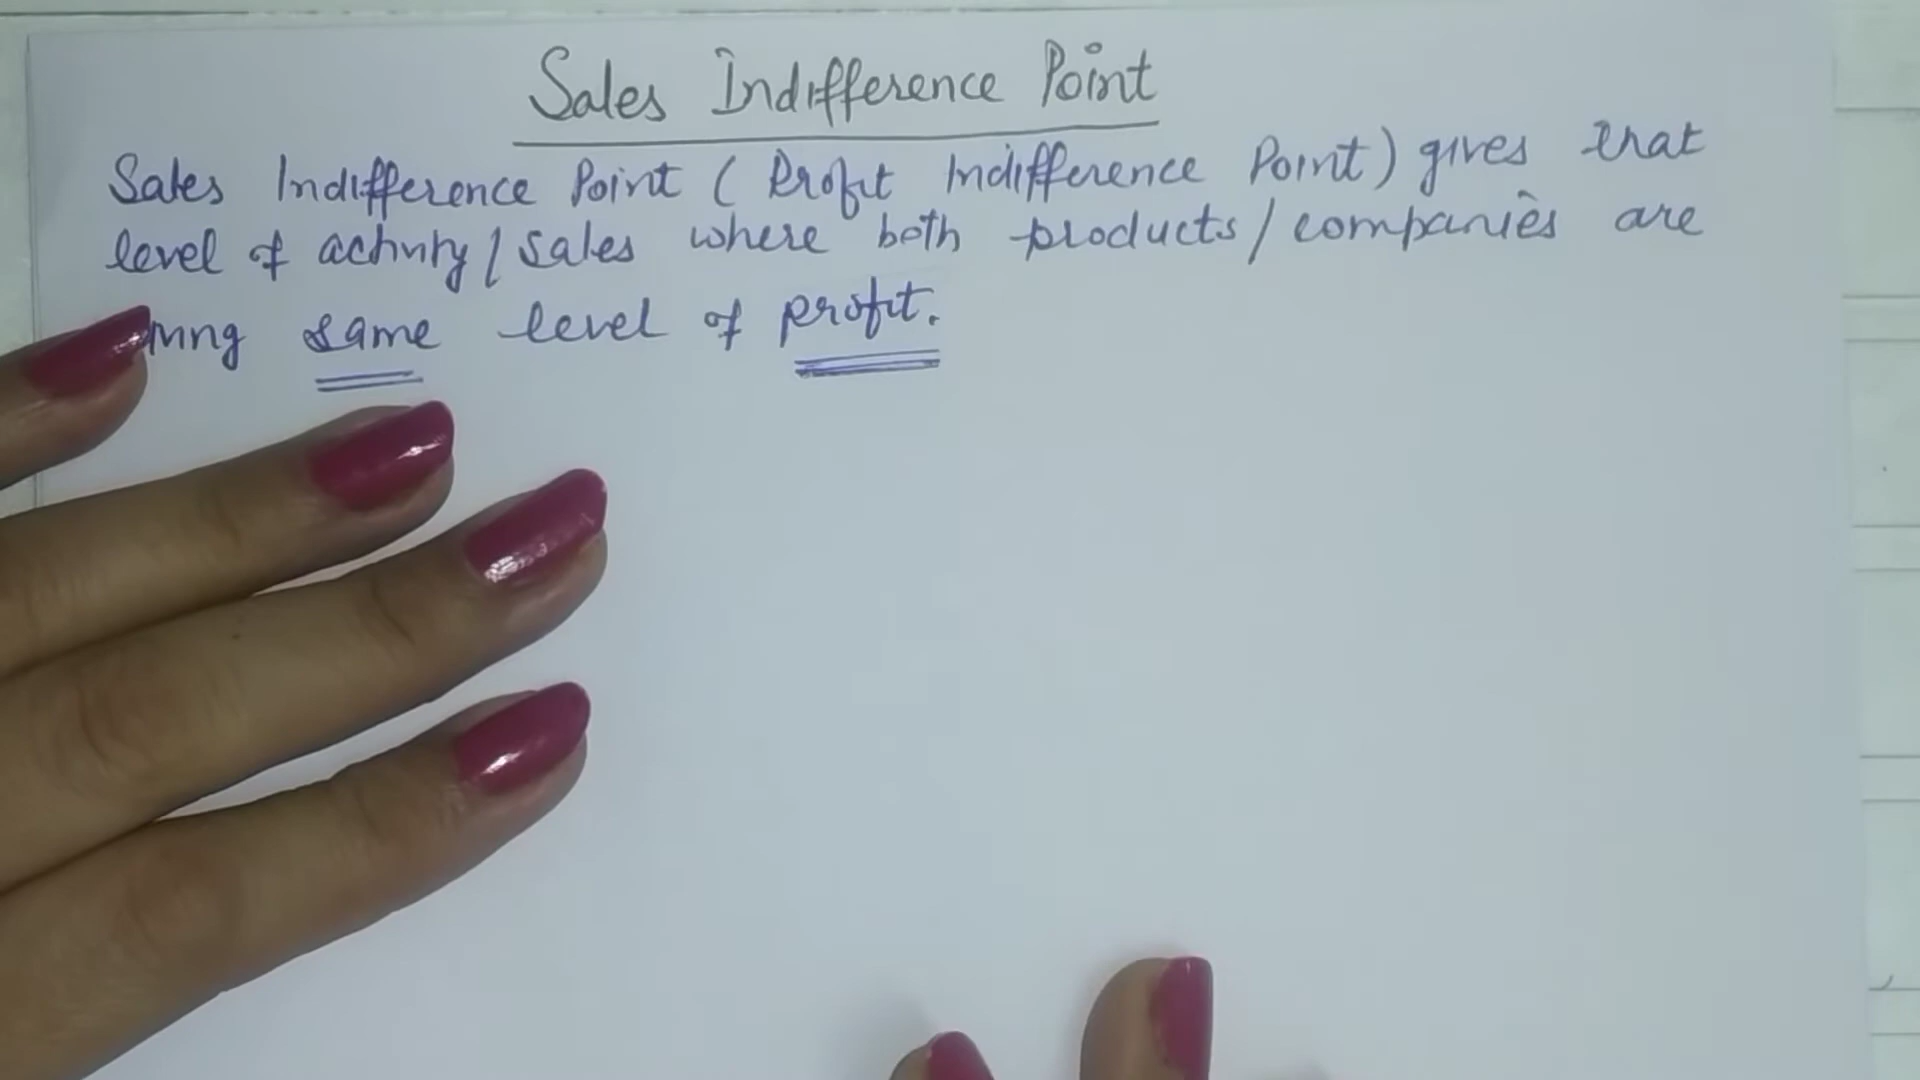 Sales Indifference Point
Sales Indifference Point (Profit Indifference Point) gives that
level of activity/Sales where both products/companies are
same level of profit.